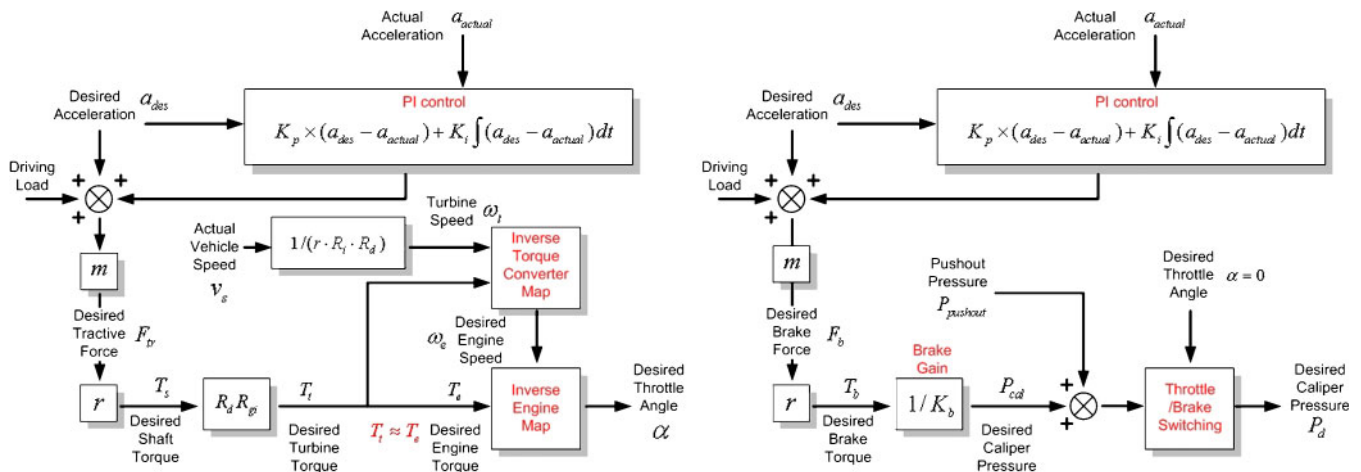 Actual
Acceleration
a_actual
Desired
Acceleration
a_des
PI control
K_p × (a_des − a_actual) + K_i ∫ (a_des − a_actual) dt
Driving
Load
+
+
+
m
Actual
Vehicle
Speed
v_s
1/(r · R_i · R_d)
Turbine
Speed
ω_t
Inverse
Torque
Converter
Map
Desired
Tractive
Force
F_tr
ω_e
Desired
Engine
Speed
r
T_s
Desired
Shaft
Torque
R_d R_gi
T_t
Desired
Turbine
Torque
T_t ≈ T_e
T_e
Desired
Engine Torque
Inverse
Engine
Map
Desired
Throttle
Angle
α
Actual
Acceleration
a_actual
Desired
Acceleration
a_des
PI control
K_p × (a_des − a_actual) + K_i ∫ (a_des − a_actual) dt
Driving
Load
+
+
+
m
Pushout
Pressure
P_pushout
Desired
Throttle
Angle
α = 0
Desired
Brake
Force
F_b
r
T_b
Desired
Brake
Torque
Brake
Gain
1/K_b
P_cal
Desired
Caliper
Pressure
+
+
Throttle
/Brake
Switching
Desired
Caliper
Pressure
P_d